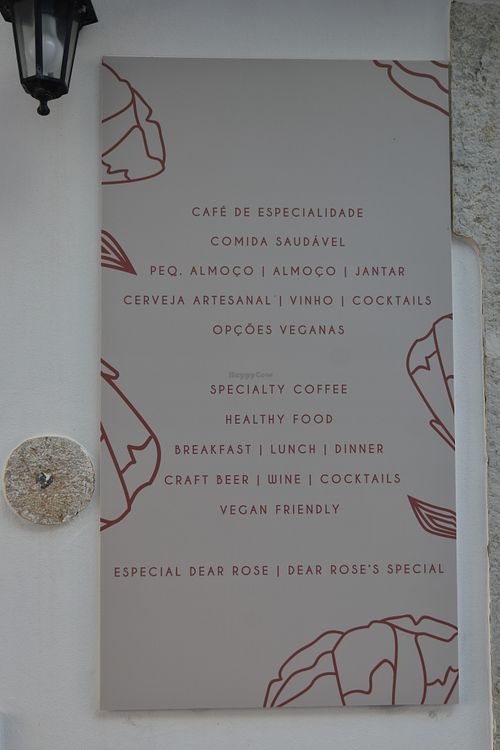 CAFÉ DE ESPECIALIDADE
COMIDA SAUDÁVEL
PEQ. ALMOÇO | ALMOÇO | JANTAR
CERVEJA ARTESANAL | VINHO | COCKTAILS
OPÇÕES VEGANAS
HappyCow
SPECIALTY COFFEE
HEALTHY FOOD
BREAKFAST | LUNCH | DINNER
CRAFT BEER | WINE | COCKTAILS
VEGAN FRIENDLY
ESPECIAL DEAR ROSE | DEAR ROSE'S SPECIAL